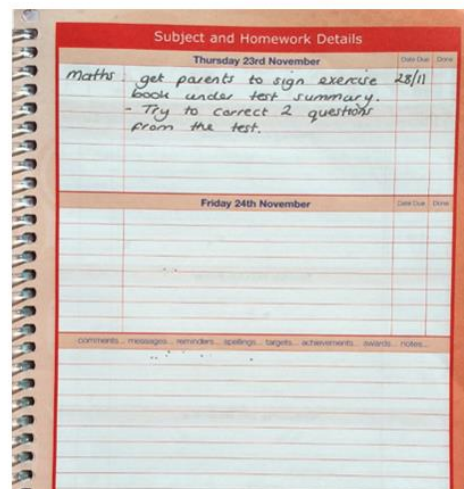 Subject and Homework Details
Thursday 23rd November Date Due Done
Maths get parents to sign exercise 28/11
book under test summary.
- Try to correct 2 questions
from the test.
Friday 24th November Date Due Done
comments... messages... reminders... spellings... targets... achievements... awards... notes...